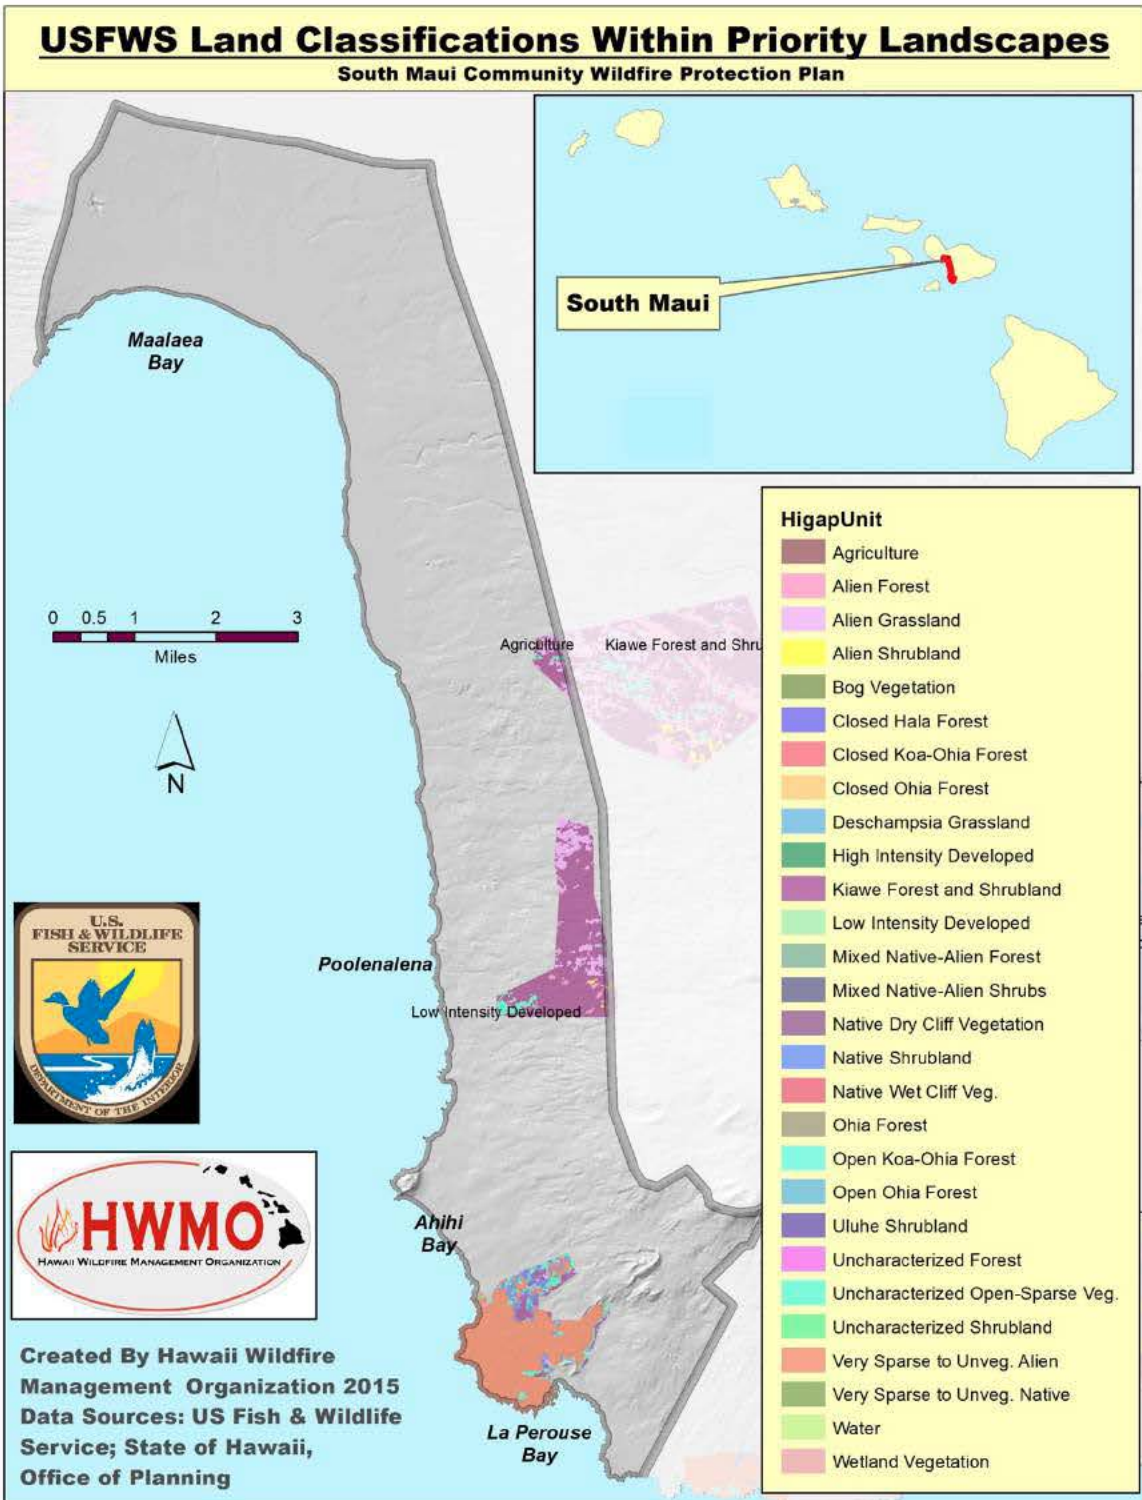 USFWS Land Classifications Within Priority Landscapes
South Maui Community Wildfire Protection Plan
South Maui
Maalaea
Bay
0 0.5 1 2 3
Miles
N
Agriculture
Kiawe Forest and Shru
Poolenalena
Low Intensity Developed
Ahihi
Bay
La Perouse
Bay
HigapUnit
Agriculture
Alien Forest
Alien Grassland
Alien Shrubland
Bog Vegetation
Closed Hala Forest
Closed Koa-Ohia Forest
Closed Ohia Forest
Deschampsia Grassland
High Intensity Developed
Kiawe Forest and Shrubland
Low Intensity Developed
Mixed Native-Alien Forest
Mixed Native-Alien Shrubs
Native Dry Cliff Vegetation
Native Shrubland
Native Wet Cliff Veg.
Ohia Forest
Open Koa-Ohia Forest
Open Ohia Forest
Uluhe Shrubland
Uncharacterized Forest
Uncharacterized Open-Sparse Veg.
Uncharacterized Shrubland
Very Sparse to Unveg. Alien
Very Sparse to Unveg. Native
Water
Wetland Vegetation
U.S.
FISH & WILDLIFE
SERVICE
DEPARTMENT OF THE INTERIOR
HWMO
HAWAII WILDFIRE MANAGEMENT ORGANIZATION
Created By Hawaii Wildfire
Management Organization 2015
Data Sources: US Fish & Wildlife
Service; State of Hawaii,
Office of Planning